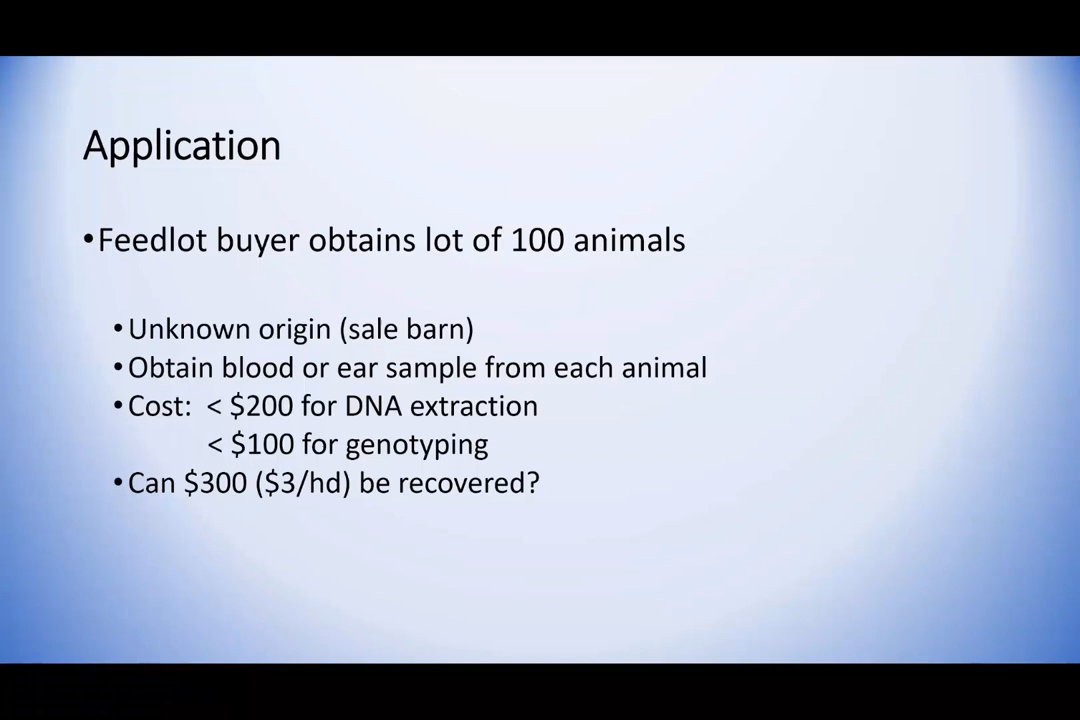 Application
•Feedlot buyer obtains lot of 100 animals
•Unknown origin (sale barn)
•Obtain blood or ear sample from each animal
•Cost: < $200 for DNA extraction
< $100 for genotyping
•Can $300 ($3/hd) be recovered?